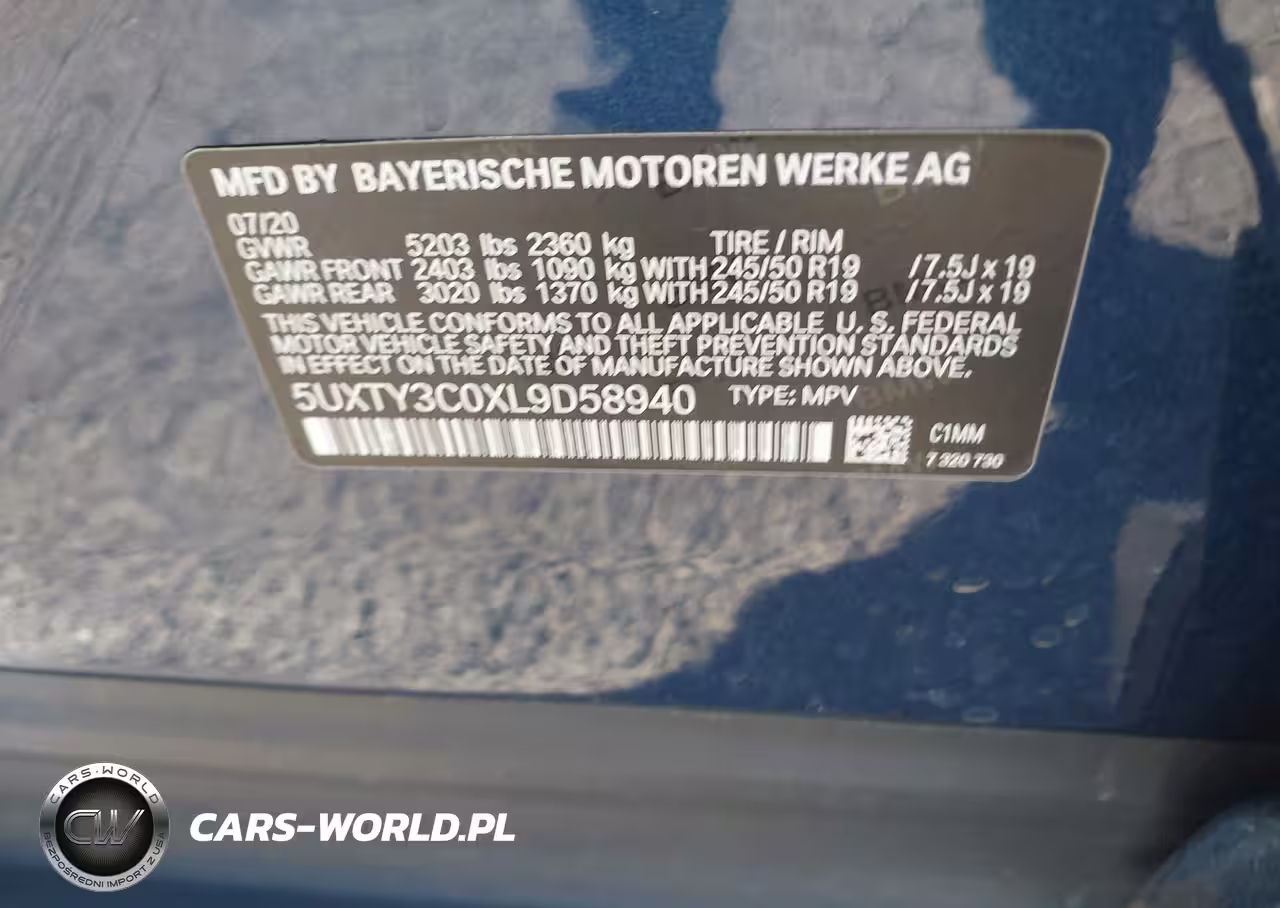 MFD BY BAYERISCHE MOTOREN WERKE AG
07/20
GVWR 5203 lbs 2360 kg TIRE / RIM
GAWR FRONT 2403 lbs 1090 kg WITH 245/50 R19 / 7.5J x 19
GAWR REAR 3020 lbs 1370 kg WITH 245/50 R19 / 7.5J x 19
THIS VEHICLE CONFORMS TO ALL APPLICABLE U. S. FEDERAL
MOTOR VEHICLE SAFETY AND THEFT PREVENTION STANDARDS
IN EFFECT ON THE DATE OF MANUFACTURE SHOWN ABOVE.
5UXTY3C0XL9D58940 TYPE: MPV
C1MM
7 320 730
CARS-WORLD
CW
BEZPOŚREDNI IMPORT Z USA
CARS-WORLD.PL